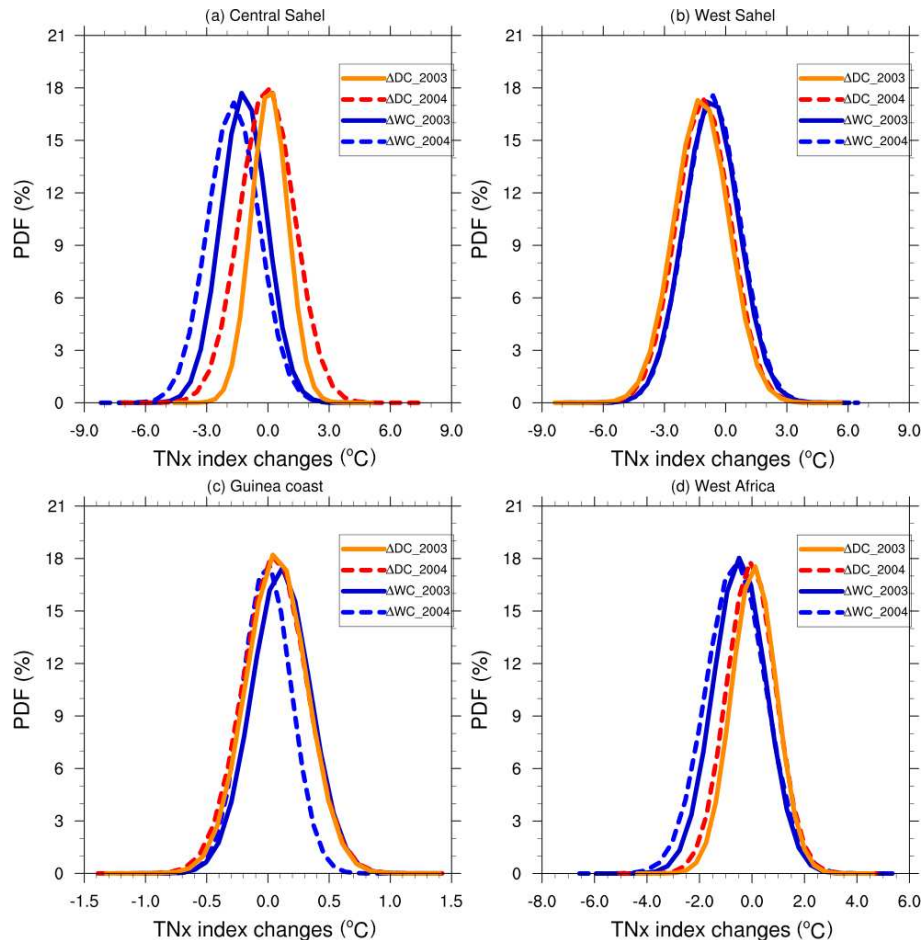 (a) Central Sahel
21
18
15
12
9
6
3
0
PDF (%)
ΔDC_2003
ΔDC_2004
ΔWC_2003
ΔWC_2004
-9.0 -6.0 -3.0 0.0 3.0 6.0 9.0
TNx index changes (°C)
(b) West Sahel
21
18
15
12
9
6
3
0
PDF (%)
ΔDC_2003
ΔDC_2004
ΔWC_2003
ΔWC_2004
-9.0 -6.0 -3.0 0.0 3.0 6.0 9.0
TNx index changes (°C)
(c) Guinea coast
21
18
15
12
9
6
3
0
PDF (%)
ΔDC_2003
ΔDC_2004
ΔWC_2003
ΔWC_2004
-1.5 -1.0 -0.5 0.0 0.5 1.0 1.5
TNx index changes (°C)
(d) West Africa
21
18
15
12
9
6
3
0
PDF (%)
ΔDC_2003
ΔDC_2004
ΔWC_2003
ΔWC_2004
-8.0 -6.0 -4.0 -2.0 0.0 2.0 4.0 6.0
TNx index changes (°C)